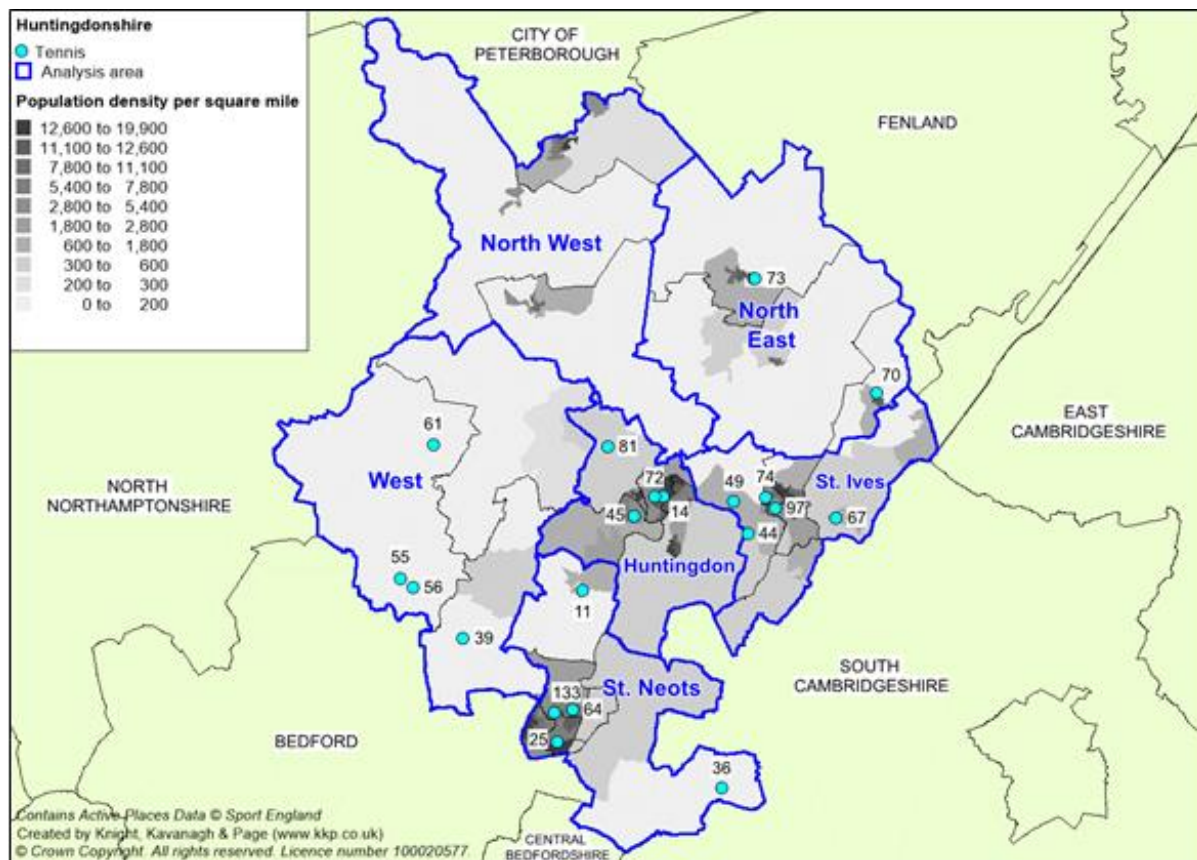 Huntingdonshire
Tennis
Analysis area
Population density per square mile
12,600 to 19,900
11,100 to 12,600
7,800 to 11,100
5,400 to 7,800
2,800 to 5,400
1,800 to 2,800
600 to 1,800
300 to 600
200 to 300
0 to 200
CITY OF
PETERBOROUGH
FENLAND
North West
73
North
East
70
EAST
CAMBRIDGESHIRE
61
81
West
NORTH
NORTHAMPTONSHIRE
72
14
45
49
74
97
44
St. Ives
67
Huntingdon
55
56
11
39
SOUTH
CAMBRIDGESHIRE
St. Neots
133
64
25
BEDFORD
36
CENTRAL
BEDFORDSHIRE
Contains Active Places Data © Sport England
Created by Knight, Kavanagh & Page (www.kkp.co.uk)
© Crown Copyright. All rights reserved. Licence number 100020577.